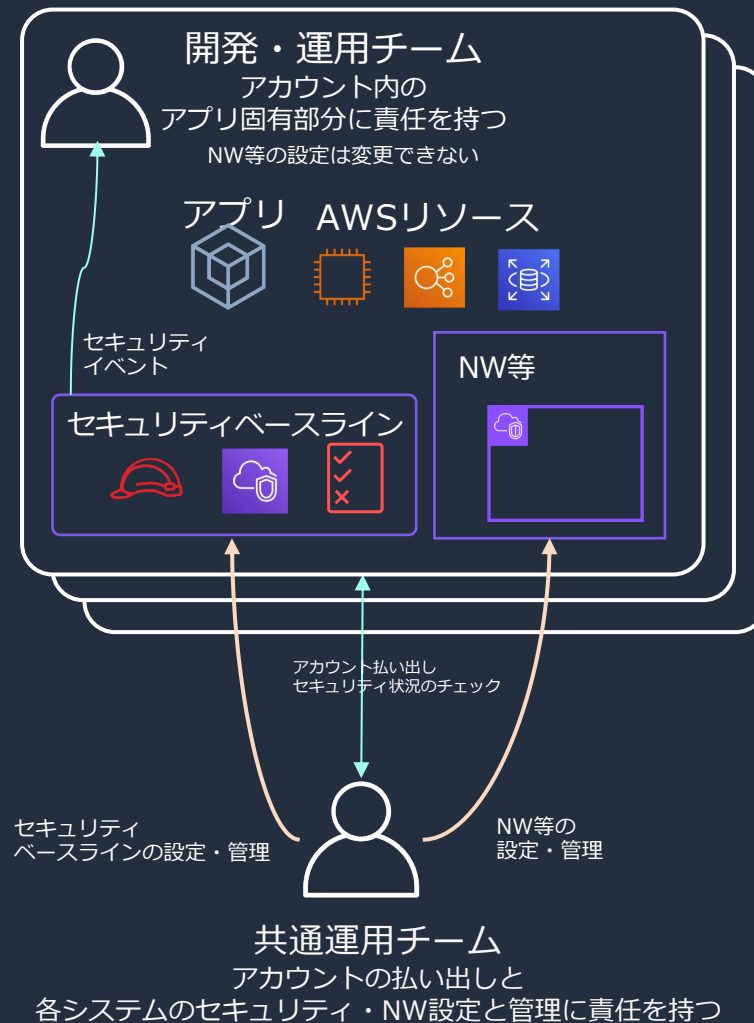 開発・運用チーム
アカウント内の
アプリ固有部分に責任を持つ
NW等の設定は変更できない
アプリ
AWSリソース
セキュリティ
イベント
NW等
セキュリティベースライン
アカウント払い出し
セキュリティ状況のチェック
セキュリティ
ベースラインの設定・管理
NW等の
設定・管理
共通運用チーム
アカウントの払い出しと
各システムのセキュリティ・NW設定と管理に責任を持つ